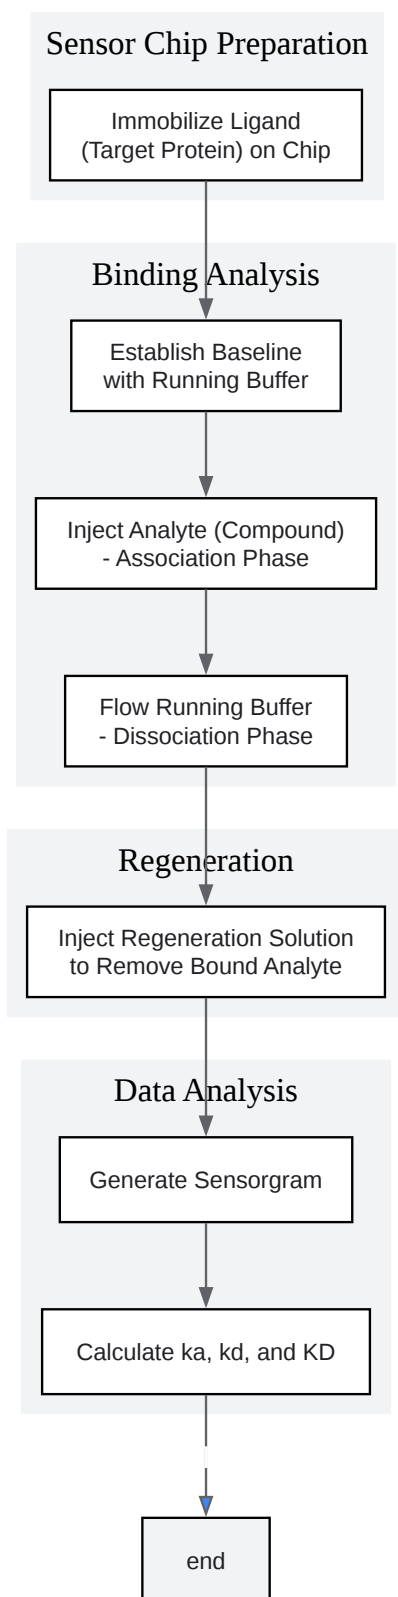 Sensor Chip Preparation
Immobilize Ligand
(Target Protein) on Chip
Binding Analysis
Establish Baseline
with Running Buffer
Inject Analyte (Compound)
- Association Phase
Flow Running Buffer
- Dissociation Phase
Regeneration
Inject Regeneration Solution
to Remove Bound Analyte
Data Analysis
Generate Sensorgram
Calculate ka, kd, and KD
end